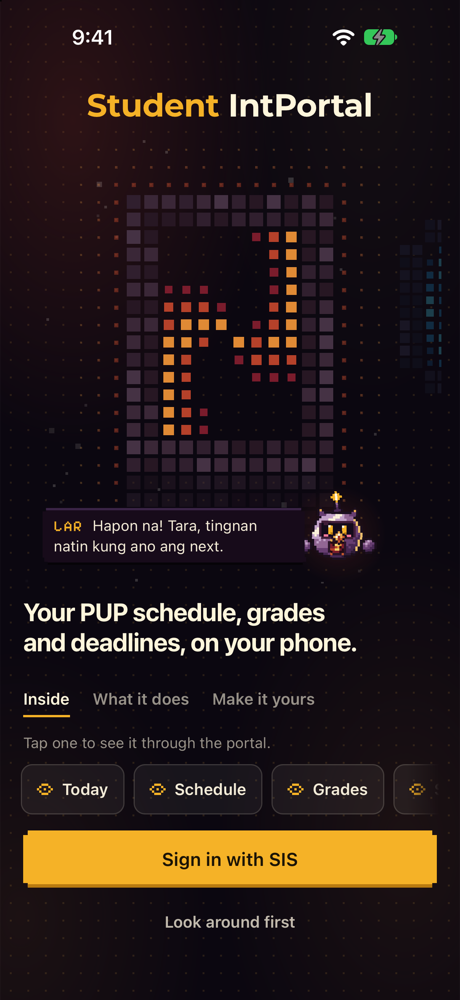 9:41
Student IntPortal
LAR Hapon na! Tara, tingnan
natin kung ano ang next.
Your PUP schedule, grades
and deadlines, on your phone.
Inside What it does Make it yours
Tap one to see it through the portal.
Today Schedule Grades
Sign in with SIS
Look around first